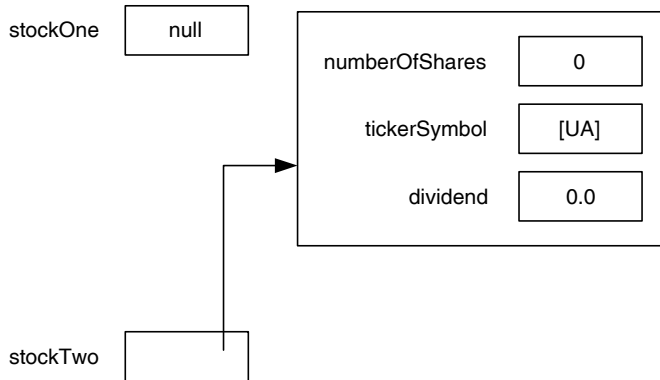 stockOne null
numberOfShares 0
tickerSymbol [UA]
dividend 0.0
stockTwo